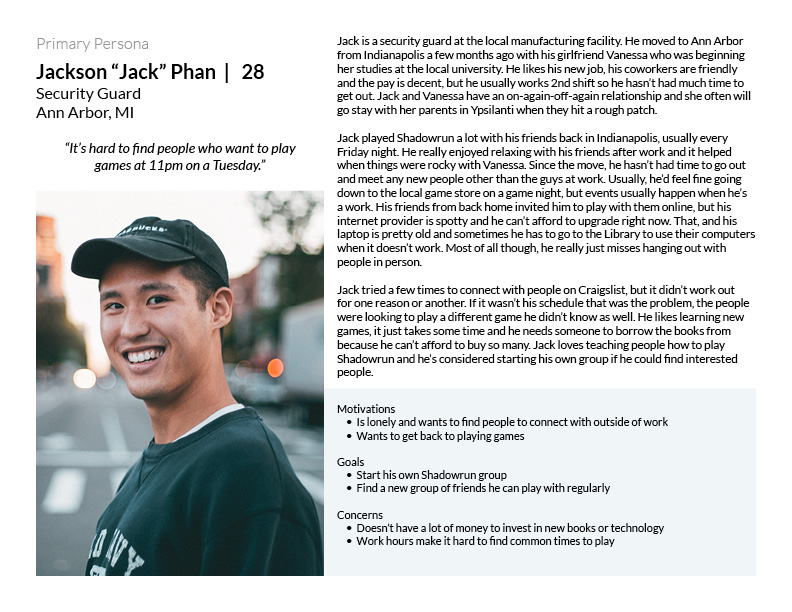 Primary Persona
Jackson “Jack” Phan | 28
Security Guard
Ann Arbor, MI
“It’s hard to find people who want to play
games at 11pm on a Tuesday.”
Jack is a security guard at the local manufacturing facility. He moved to Ann Arbor
from Indianapolis a few months ago with his girlfriend Vanessa who was beginning
her studies at the local university. He likes his new job, his coworkers are friendly
and the pay is decent, but he usually works 2nd shift so he hasn’t had much time to
get out. Jack and Vanessa have an on-again-off-again relationship and she often will
go stay with her parents in Ypsilanti when they hit a rough patch.
Jack played Shadowrun a lot with his friends back in Indianapolis, usually every
Friday night. He really enjoyed relaxing with his friends after work and it helped
when things were rocky with Vanessa. Since the move, he hasn’t had time to go out
and meet any new people other than the guys at work. Usually, he’d feel fine going
down to the local game store on a game night, but events usually happen when he’s
a work. His friends from back home invited him to play with them online, but his
internet provider is spotty and he can’t afford to upgrade right now. That, and his
laptop is pretty old and sometimes he has to go to the Library to use their computers
when it doesn’t work. Most of all though, he really just misses hanging out with
people in person.
Jack tried a few times to connect with people on Craigslist, but it didn’t work out
for one reason or another. If it wasn’t his schedule that was the problem, the people
were looking to play a different game he didn’t know as well. He likes learning new
games, it just takes some time and he needs someone to borrow the books from
because he can’t afford to buy so many. Jack loves teaching people how to play
Shadowrun and he’s considered starting his own group if he could find interested
people.
Motivations
• Is lonely and wants to find people to connect with outside of work
• Wants to get back to playing games
Goals
• Start his own Shadowrun group
• Find a new group of friends he can play with regularly
Concerns
• Doesn’t have a lot of money to invest in new books or technology
• Work hours make it hard to find common times to play